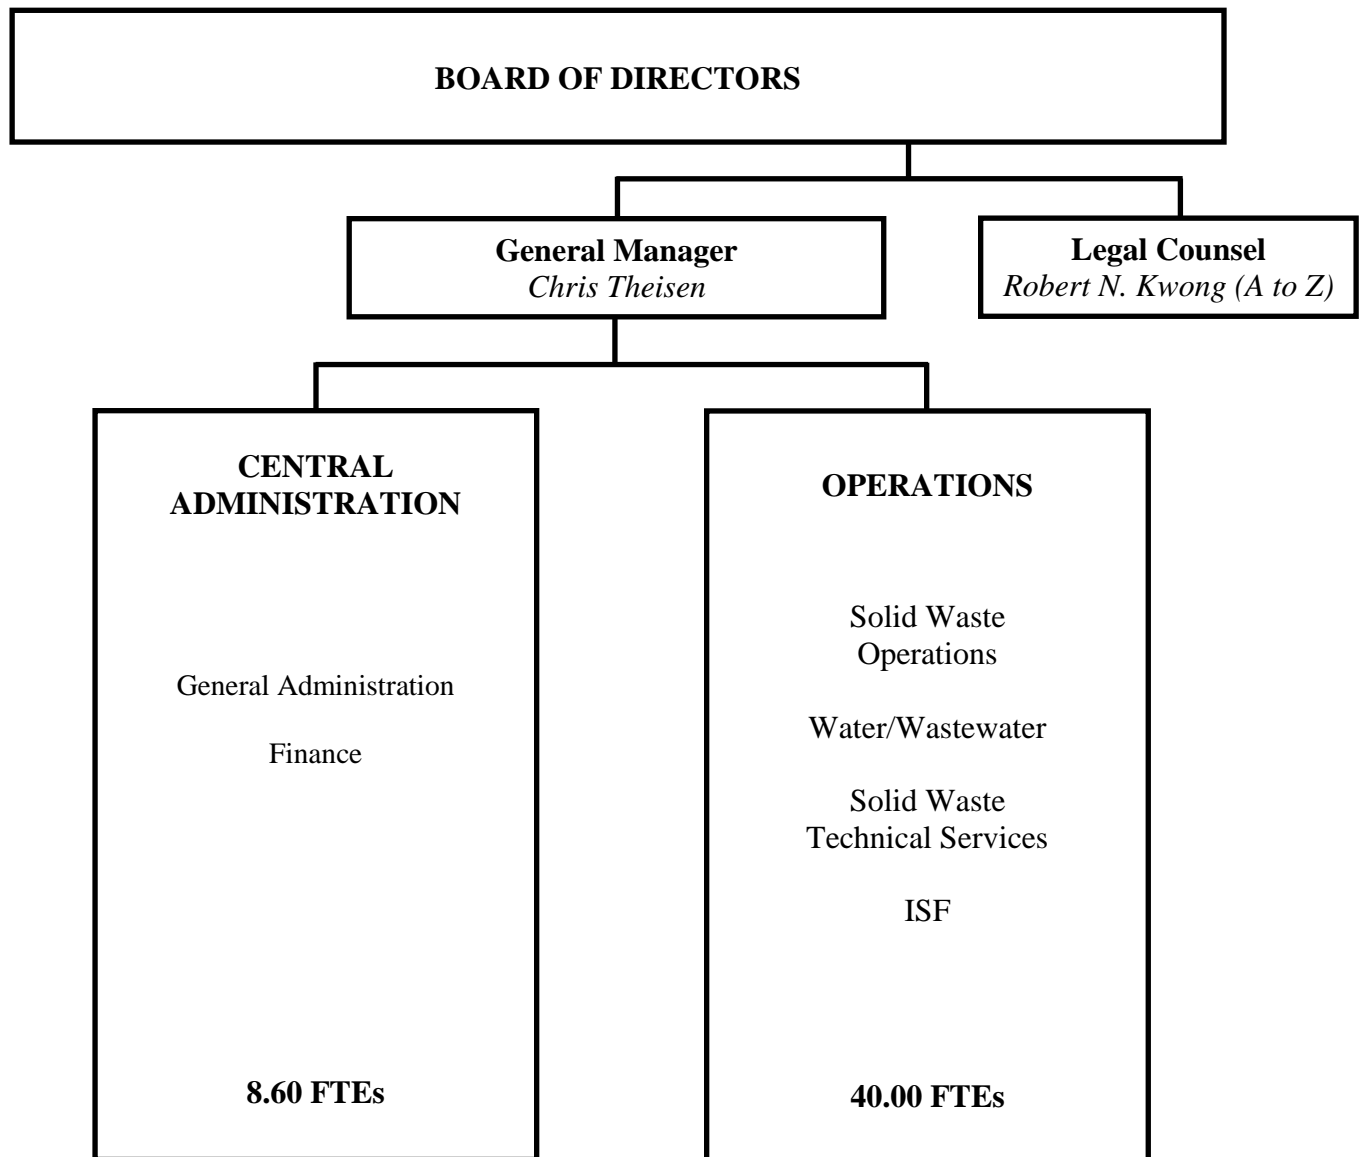 BOARD OF DIRECTORS
General Manager
Chris Theisen
Legal Counsel
Robert N. Kwong (A to Z)
CENTRAL
ADMINISTRATION
General Administration
Finance
8.60 FTEs
OPERATIONS
Solid Waste
Operations
Water/Wastewater
Solid Waste
Technical Services
ISF
40.00 FTEs